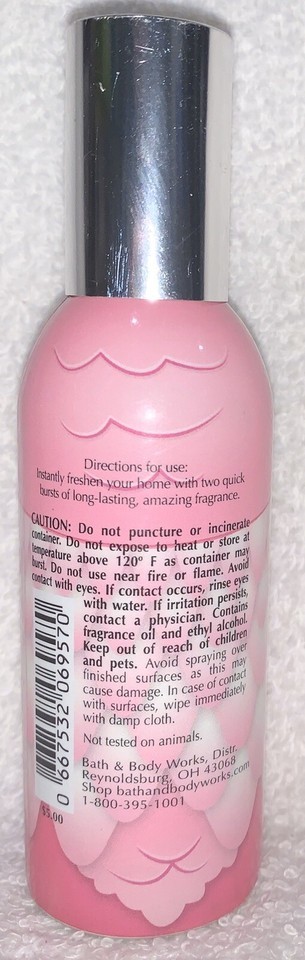 Directions for use:
Instantly freshen your home with two quick
bursts of long-lasting, amazing fragrance.
CAUTION: Do not puncture or incinerate
container. Do not expose to heat or store at
temperature above 120° F as container may
burst. Do not use near fire or flame. Avoid
contact with eyes. If contact occurs, rinse eyes
with water. If irritation persists,
contact a physician. Contains
fragrance oil and ethyl alcohol.
Keep out of reach of children
and pets. Avoid spraying over
finished surfaces as this may
cause damage. In case of contact
with surfaces, wipe immediately
with damp cloth.
Not tested on animals.
Bath & Body Works, Distr.
Reynoldsburg, OH 43068
Shop bathandbodyworks.com
1-800-395-1001
0 667532 069570
$5.00